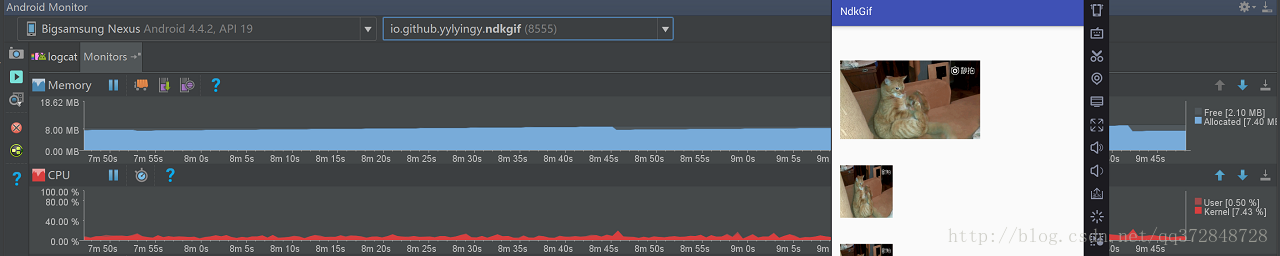 Android Monitor
Bigsamsung Nexus Android 4.4.2, API 19
io.github.yylyingy.ndkgif (8555)
logcat
Monitors
Memory
18.62 MB
8.00 MB
0.00 MB
7m 50s 7m 55s 8m 0s 8m 5s 8m 10s 8m 15s 8m 20s 8m 25s 8m 30s 8m 35s 8m 40s 8m 45s 8m 50s 8m 55s 9m 0s 9m 5s 9m
0s 9m 45s
Free [2.10 MB]
Allocated [7.40 MB
CPU
100.00 %
80.00 %
40.00 %
0.00 %
7m 50s 7m 55s 8m 0s 8m 5s 8m 10s 8m 15s 8m 20s 8m 25s 8m 30s 8m 35s 8m 40s 8m 45s 8m 50s 8m 55s 9m 0s 9m 5s 9m
0s 9m 45s
User [0.50 %]
Kernel [7.43 %]
NdkGif
静拍
http://blog.csdn.net/qq372848728